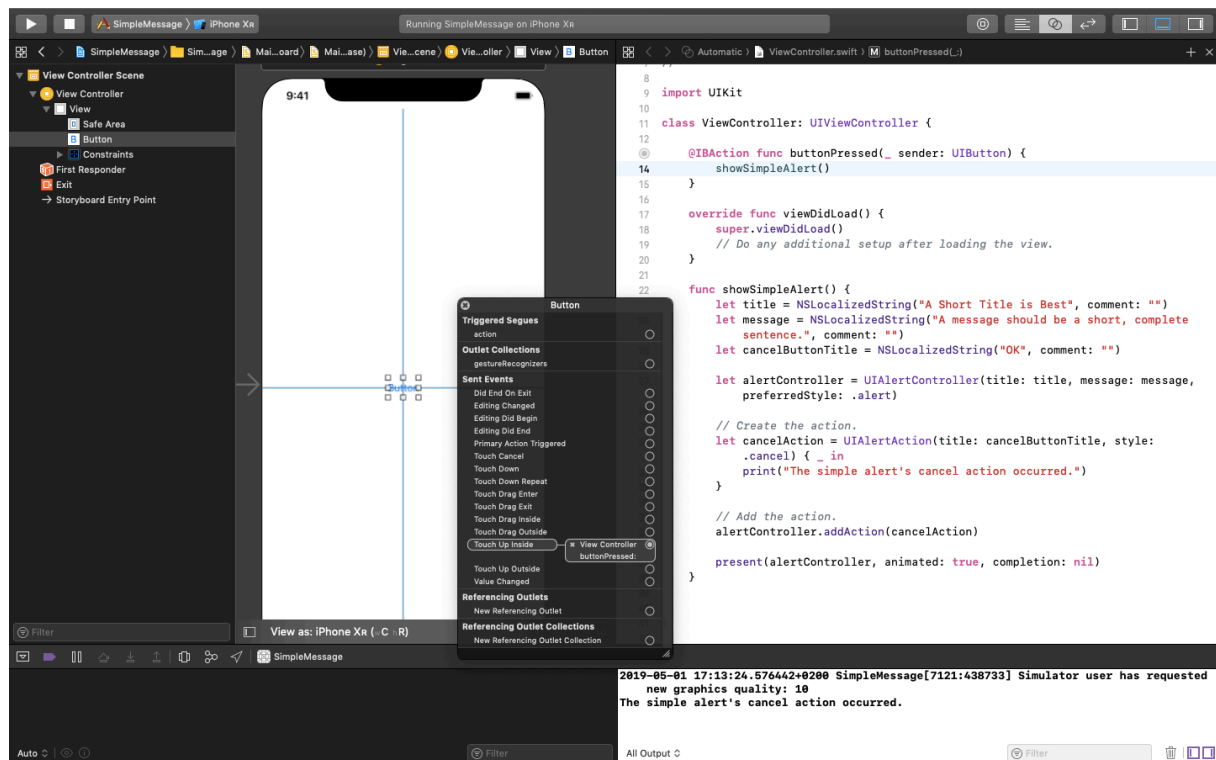 SimpleMessage 〉 iPhone Xʀ
Running SimpleMessage on iPhone Xʀ
SimpleMessage 〉 Sim...age 〉 Mai...oard 〉 Mai...ase) 〉 Vie...cene 〉 Vie...oller 〉 View 〉 B Button
Automatic 〉 ViewController.swift 〉 M buttonPressed(_:)
View Controller Scene
View Controller
View
Safe Area
B Button
Constraints
First Responder
Exit
Storyboard Entry Point
Filter
9:41
Button
View as: iPhone Xʀ (wC hR)
Button
Triggered Segues
action
Outlet Collections
gestureRecognizers
Sent Events
Did End On Exit
Editing Changed
Editing Did Begin
Editing Did End
Primary Action Triggered
Touch Cancel
Touch Down
Touch Down Repeat
Touch Drag Enter
Touch Drag Exit
Touch Drag Inside
Touch Drag Outside
Touch Up Inside
View Controller
buttonPressed:
Touch Up Outside
Value Changed
Referencing Outlets
New Referencing Outlet
Referencing Outlet Collections
New Referencing Outlet Collection
8
9 import UIKit
10
11 class ViewController: UIViewController {
12
@IBAction func buttonPressed(_ sender: UIButton) {
14 showSimpleAlert()
15 }
16
17 override func viewDidLoad() {
18 super.viewDidLoad()
19 // Do any additional setup after loading the view.
20 }
21
22 func showSimpleAlert() {
let title = NSLocalizedString("A Short Title is Best", comment: "")
let message = NSLocalizedString("A message should be a short, complete
sentence.", comment: "")
let cancelButtonTitle = NSLocalizedString("OK", comment: "")
let alertController = UIAlertController(title: title, message: message,
preferredStyle: .alert)
// Create the action.
let cancelAction = UIAlertAction(title: cancelButtonTitle, style:
.cancel) { _ in
print("The simple alert's cancel action occurred.")
}
// Add the action.
alertController.addAction(cancelAction)
present(alertController, animated: true, completion: nil)
}
SimpleMessage
2019-05-01 17:13:24.576442+0200 SimpleMessage[7121:438733] Simulator user has requested
new graphics quality: 10
The simple alert's cancel action occurred.
Auto
Filter
All Output
Filter